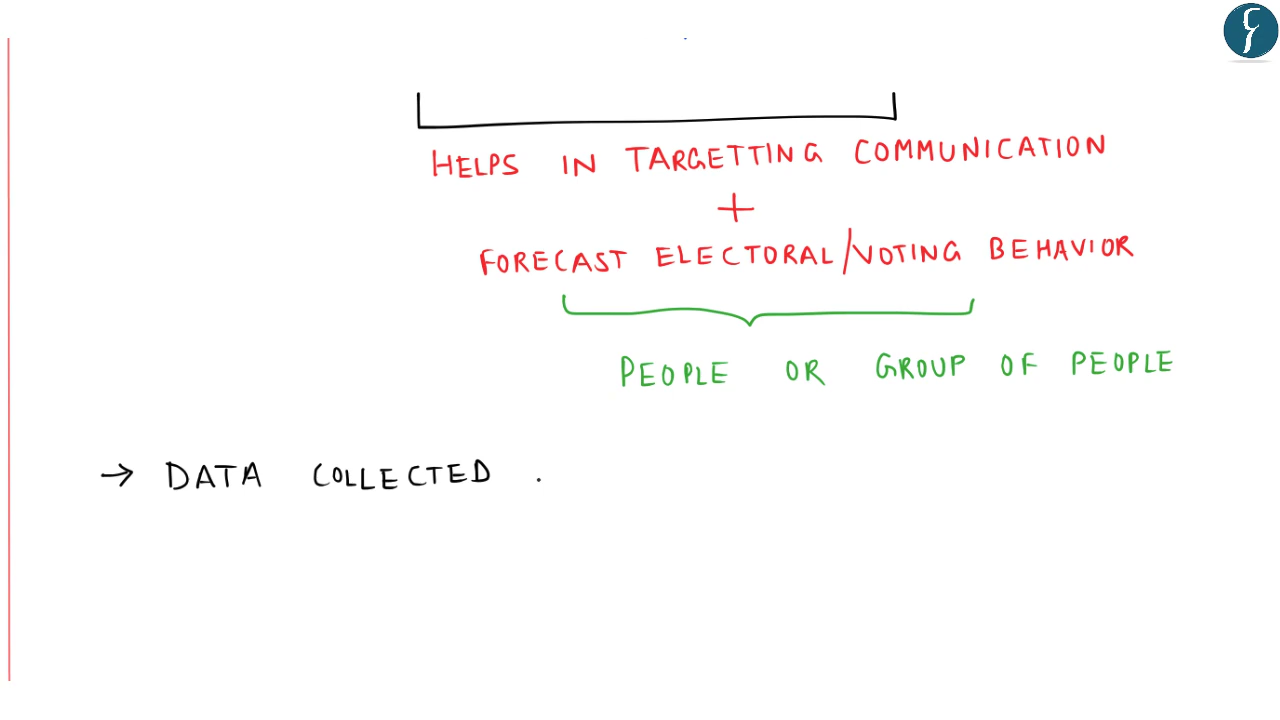 HELPS IN TARGETTING COMMUNICATION
+
FORECAST ELECTORAL/VOTING BEHAVIOR
PEOPLE OR GROUP OF PEOPLE
→ DATA COLLECTED .